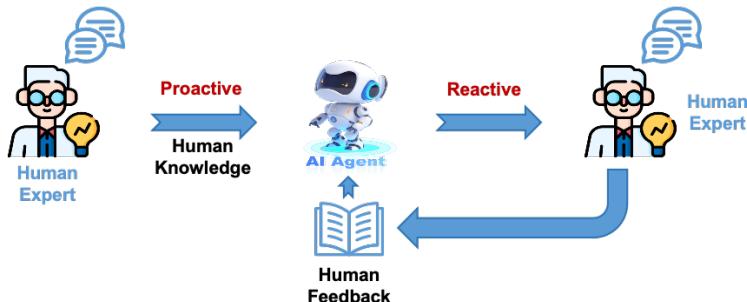 Proactive
Human
Knowledge
Human
Expert
AI Agent
Reactive
Human
Expert
Human
Feedback